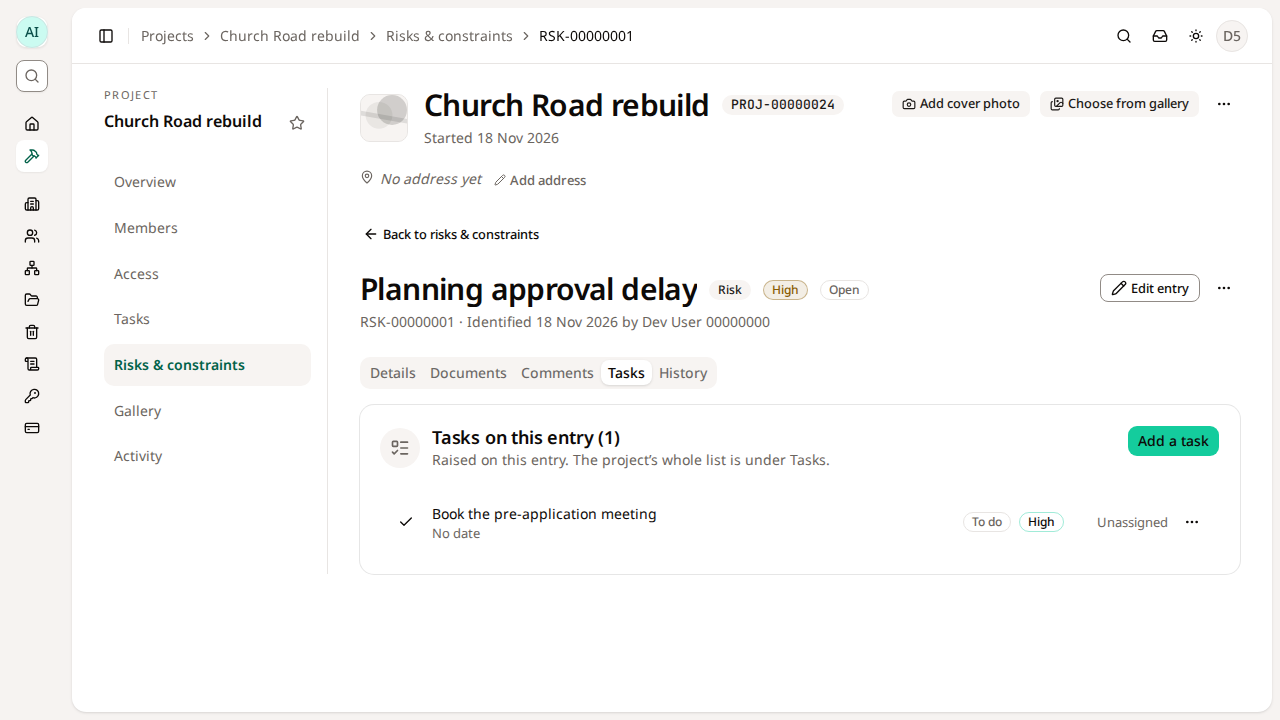 AI
Projects
Church Road rebuild
Risks & constraints
RSK-00000001
D5
PROJECT
Church Road rebuild
Overview
Members
Access
Tasks
Risks & constraints
Gallery
Activity
Church Road rebuild
PROJ-00000024
Add cover photo
Choose from gallery
Started 18 Nov 2026
No address yet
Add address
Back to risks & constraints
Planning approval delay
Risk
High
Open
Edit entry
RSK-00000001 · Identified 18 Nov 2026 by Dev User 00000000
Details
Documents
Comments
Tasks
History
Tasks on this entry (1)
Raised on this entry. The project’s whole list is under Tasks.
Add a task
Book the pre-application meeting
No date
To do
High
Unassigned